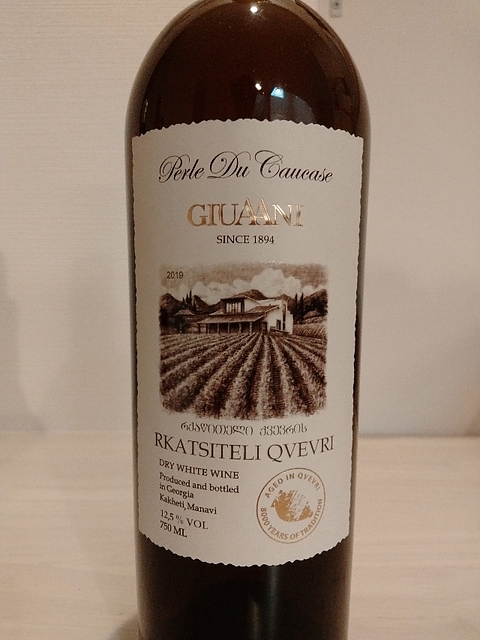 Perle Du Caucase
GIUAANI
SINCE 1894
2019
რქაწითელი ქვევრის
RKATSITELI QVEVRI
DRY WHITE WINE
Produced and bottled
in Georgia
Kakheti, Manavi
12,5 % VOL
750 ML
AGED IN QVEVRI
8000 YEARS OF TRADITION